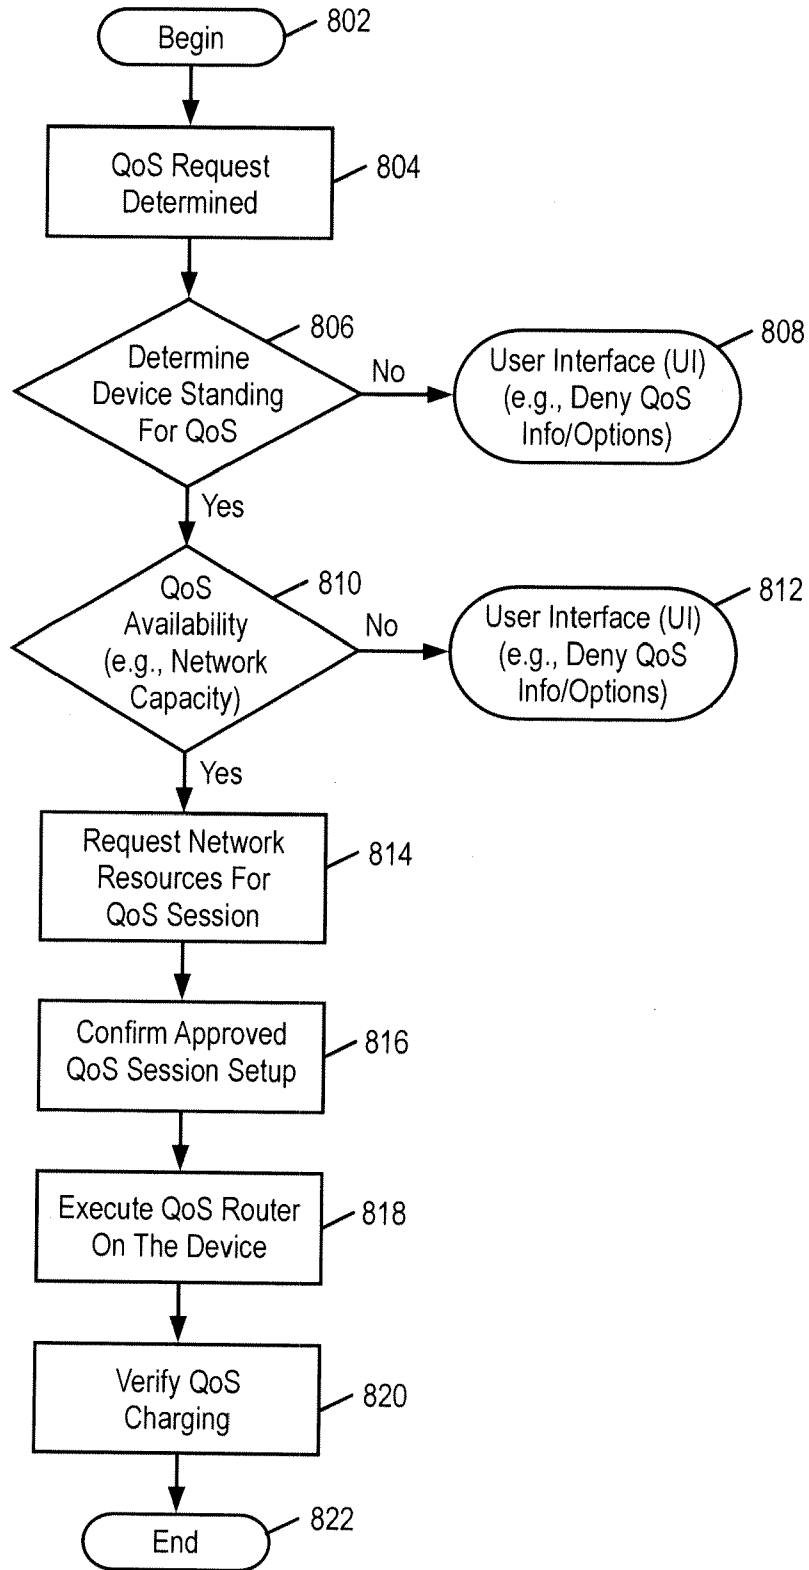 Begin
802
QoS Request
Determined
804
806
Determine
Device Standing
For QoS
No
User Interface (UI)
(e.g., Deny QoS
Info/Options)
808
Yes
QoS
Availability
(e.g., Network
Capacity)
810
No
User Interface (UI)
(e.g., Deny QoS
Info/Options)
812
Yes
Request Network
Resources For
QoS Session
814
Confirm Approved
QoS Session Setup
816
Execute QoS Router
On The Device
818
Verify QoS
Charging
820
End
822